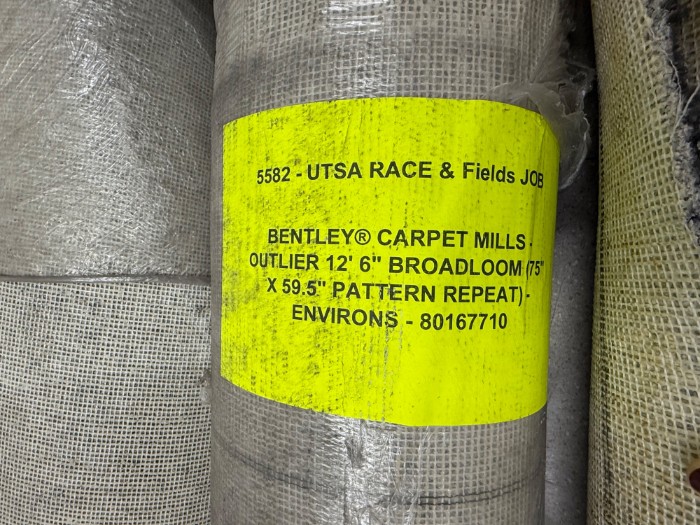 5582 - UTSA RACE & Fields JOB
BENTLEY® CARPET MILLS -
OUTLIER 12' 6" BROADLOOM (75"
X 59.5" PATTERN REPEAT) -
ENVIRONS - 80167710